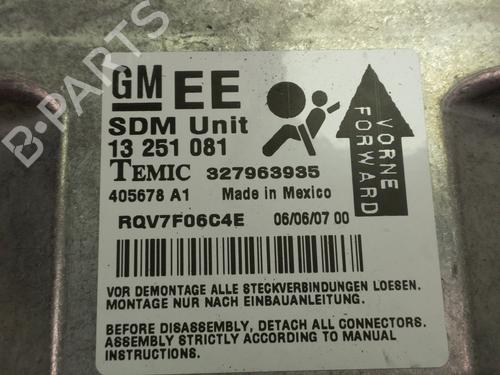 B-PARTS
GM EE
SDM Unit
13 251 081
TEMIC 327963935
405678 A1 Made in Mexico
RQV7F06C4E 06/06/07 00
VORNE
FORWARD
VOR DEMONTAGE ALLE STECKVERBINDUNGEN LOESEN.
MONTAGE NUR NACH EINBAUANLEITUNG.
BEFORE DISASSEMBLY, DETACH ALL CONNECTORS.
ASSEMBLY STRICTLY ACCORDING TO MANUAL
INSTRUCTIONS.